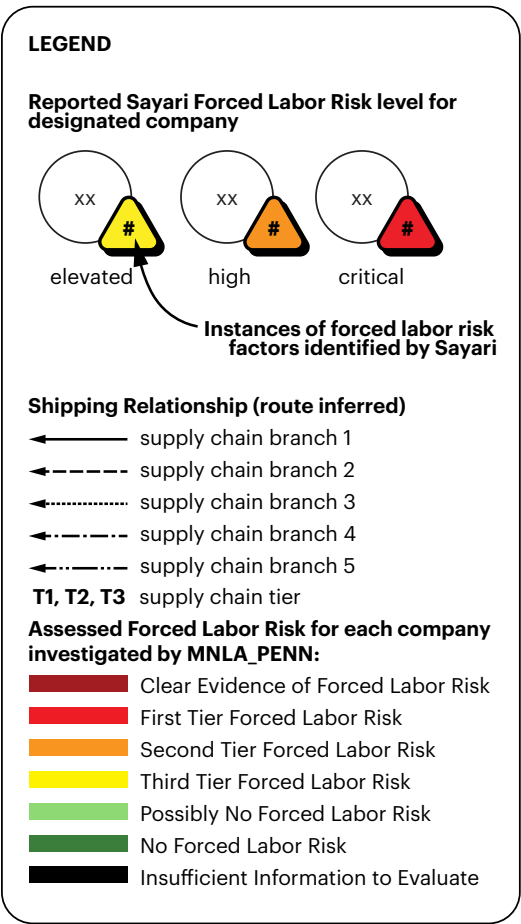 LEGEND
Reported Sayari Forced Labor Risk level for
designated company
xx
#
xx
#
xx
#
elevated
high
critical
Instances of forced labor risk
factors identified by Sayari
Shipping Relationship (route inferred)
supply chain branch 1
supply chain branch 2
supply chain branch 3
supply chain branch 4
supply chain branch 5
T1, T2, T3 supply chain tier
Assessed Forced Labor Risk for each company
investigated by MNLA_PENN:
Clear Evidence of Forced Labor Risk
First Tier Forced Labor Risk
Second Tier Forced Labor Risk
Third Tier Forced Labor Risk
Possibly No Forced Labor Risk
No Forced Labor Risk
Insufficient Information to Evaluate